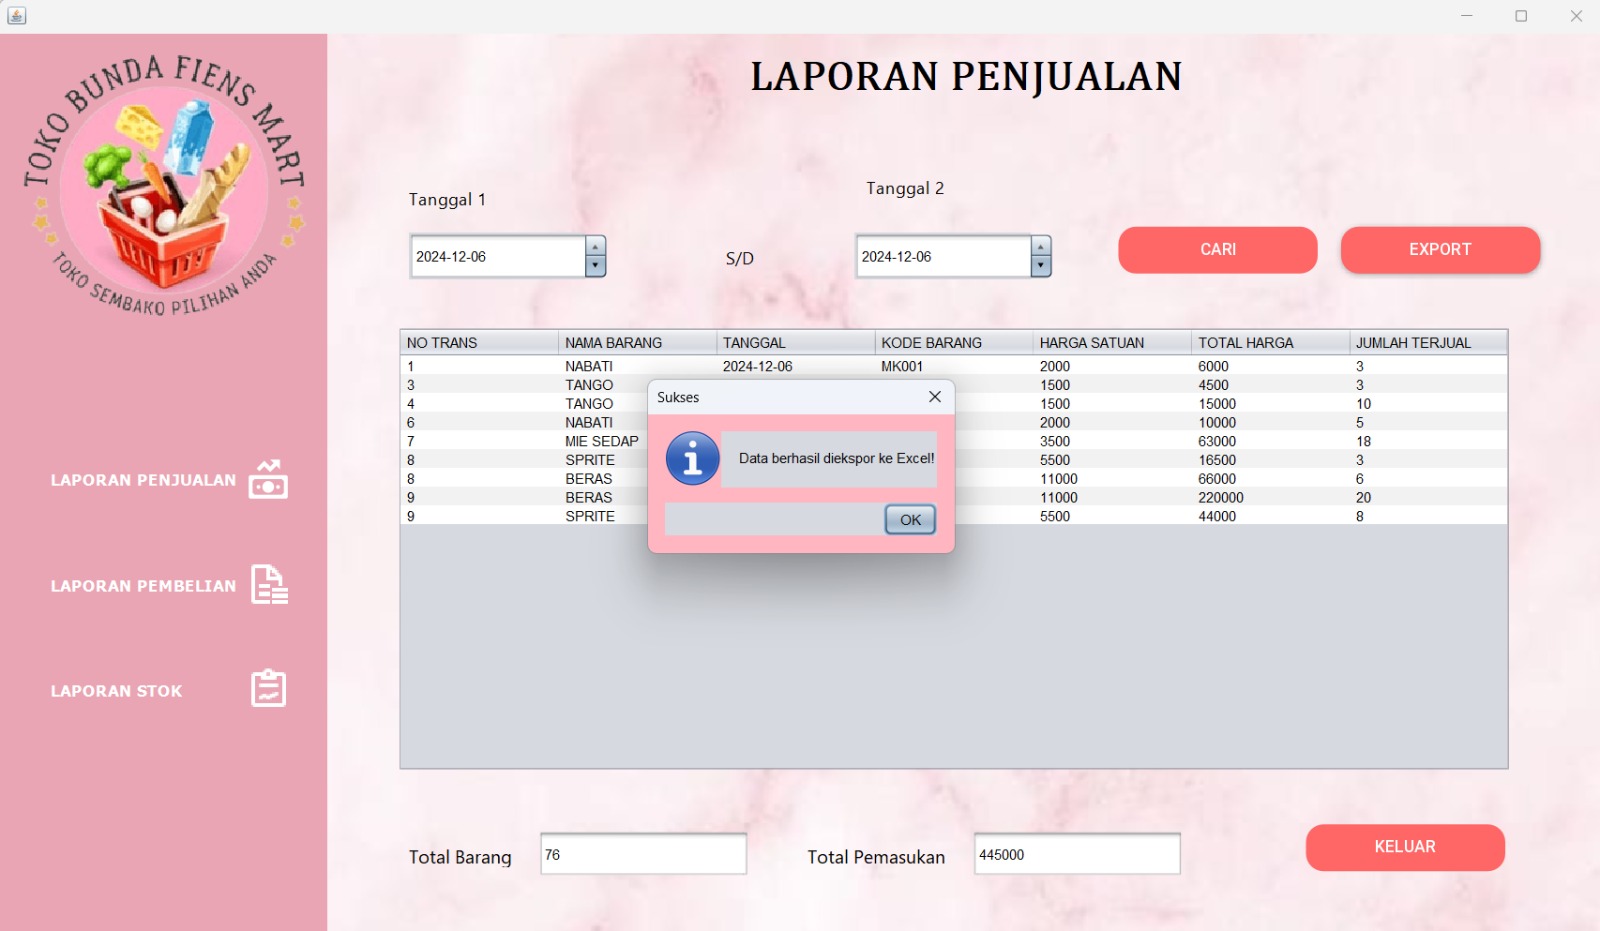 TOKO BUNDA FIENS MART
TOKO SEMBAKO PILIHAN ANDA
LAPORAN PENJUALAN
LAPORAN PEMBELIAN
LAPORAN STOK
LAPORAN PENJUALAN
Tanggal 1
Tanggal 2
2024-12-06
S/D
2024-12-06
CARI
EXPORT
NO TRANS NAMA BARANG TANGGAL KODE BARANG HARGA SATUAN TOTAL HARGA JUMLAH TERJUAL
1 NABATI 2024-12-06 MK001 2000 6000 3
3 TANGO 1500 4500 3
4 TANGO 1500 15000 10
6 NABATI 2000 10000 5
7 MIE SEDAP 3500 63000 18
8 SPRITE 5500 16500 3
8 BERAS 11000 66000 6
9 BERAS 11000 220000 20
9 SPRITE 5500 44000 8
Sukses
Data berhasil diekspor ke Excel!
OK
Total Barang 76
Total Pemasukan 445000
KELUAR